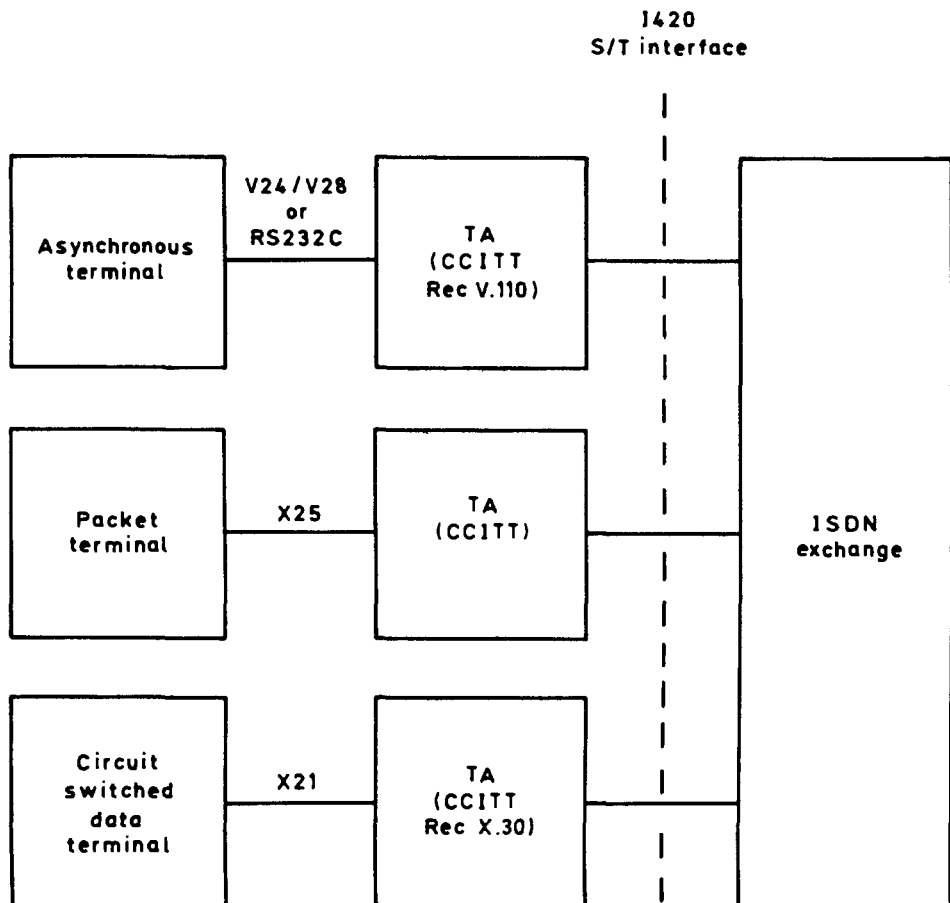 I420
S/T interface
V24/V28
or
RS232C
Asynchronous
terminal
TA
(CCITT
Rec V.110)
Packet
terminal
X25
TA
(CCITT)
ISDN
exchange
Circuit
switched
data
terminal
X21
TA
(CCITT
Rec X.30)